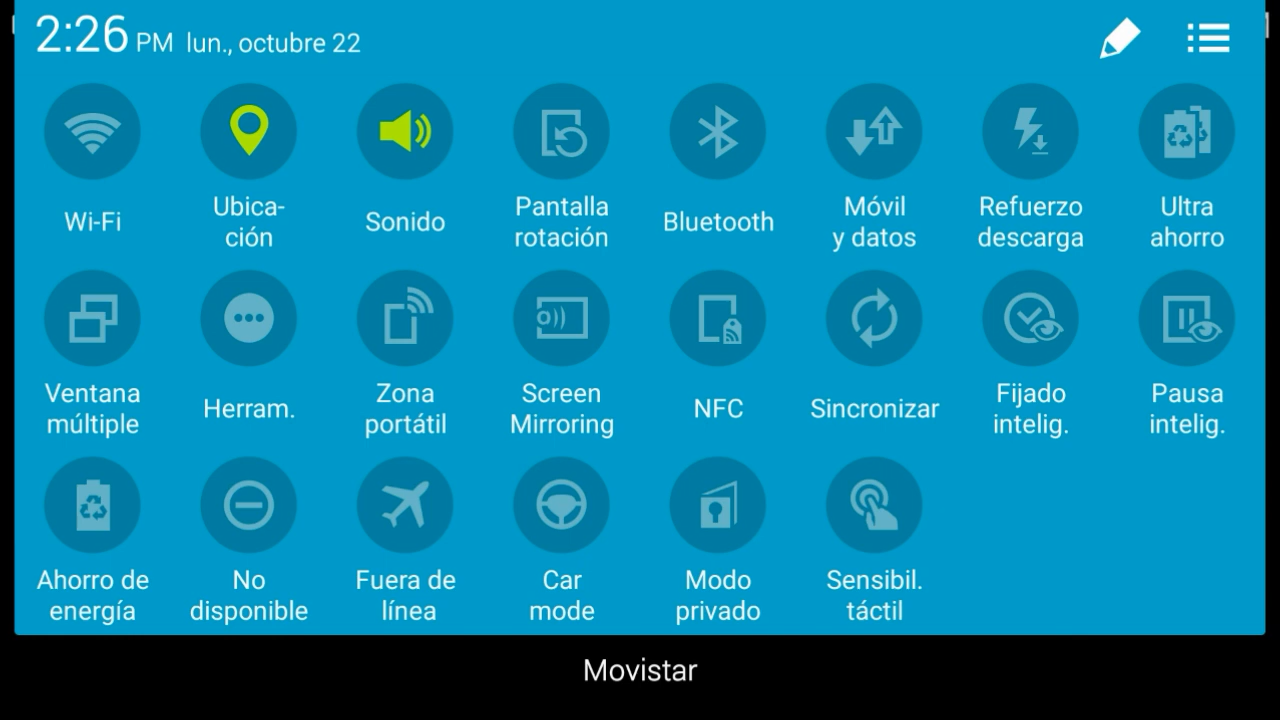 2:26 PM lun., octubre 22
Wi-Fi
Ubica-
ción
Sonido
Pantalla
rotación
Bluetooth
Móvil
y datos
Refuerzo
descarga
Ultra
ahorro
Ventana
múltiple
Herram.
Zona
portátil
Screen
Mirroring
NFC
Sincronizar
Fijado
intelig.
Pausa
intelig.
Ahorro de
energía
No
disponible
Fuera de
línea
Car
mode
Modo
privado
Sensibil.
táctil
Movistar